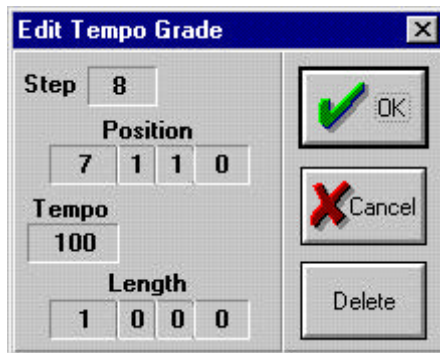 Edit Tempo Grade
Step 8
OK
Position
7 1 1 0
Tempo
Cancel
100
Length
Delete
1 0 0 0